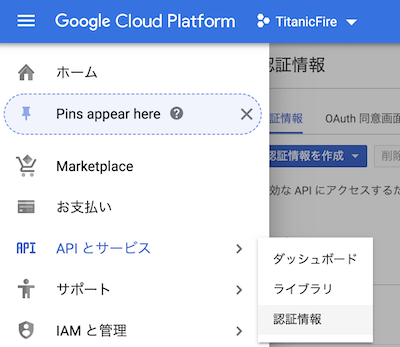 Google Cloud Platform
TitanicFire
ホーム
Pins appear here
Marketplace
お支払い
API API とサービス
サポート
IAM と管理
ダッシュボード
ライブラリ
認証情報
認証情報
証情報
OAuth 同意画面
認証情報を作成
削除
効な API にアクセスするた